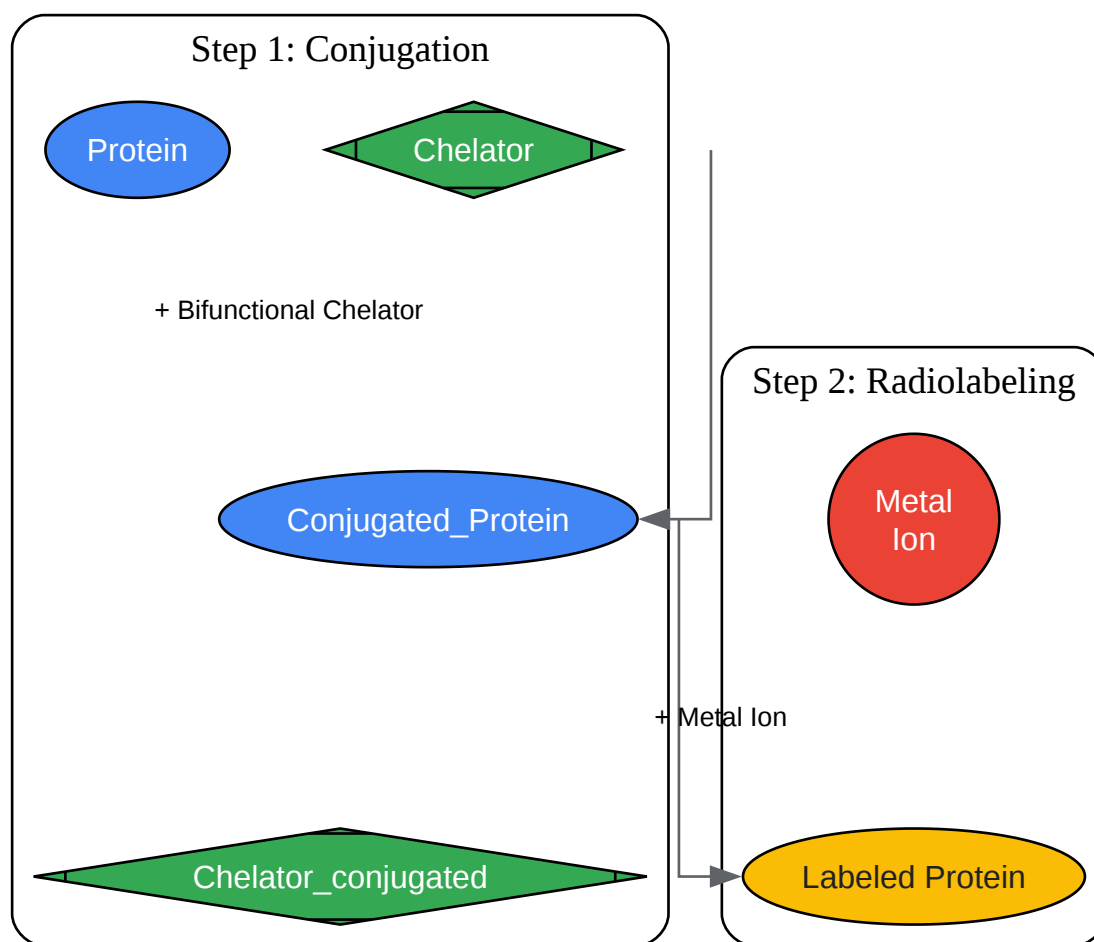 Step 1: Conjugation
Protein
Chelator
+ Bifunctional Chelator
Step 2: Radiolabeling
Conjugated_Protein
Metal
Ion
+ Metal Ion
Chelator_conjugated
Labeled Protein